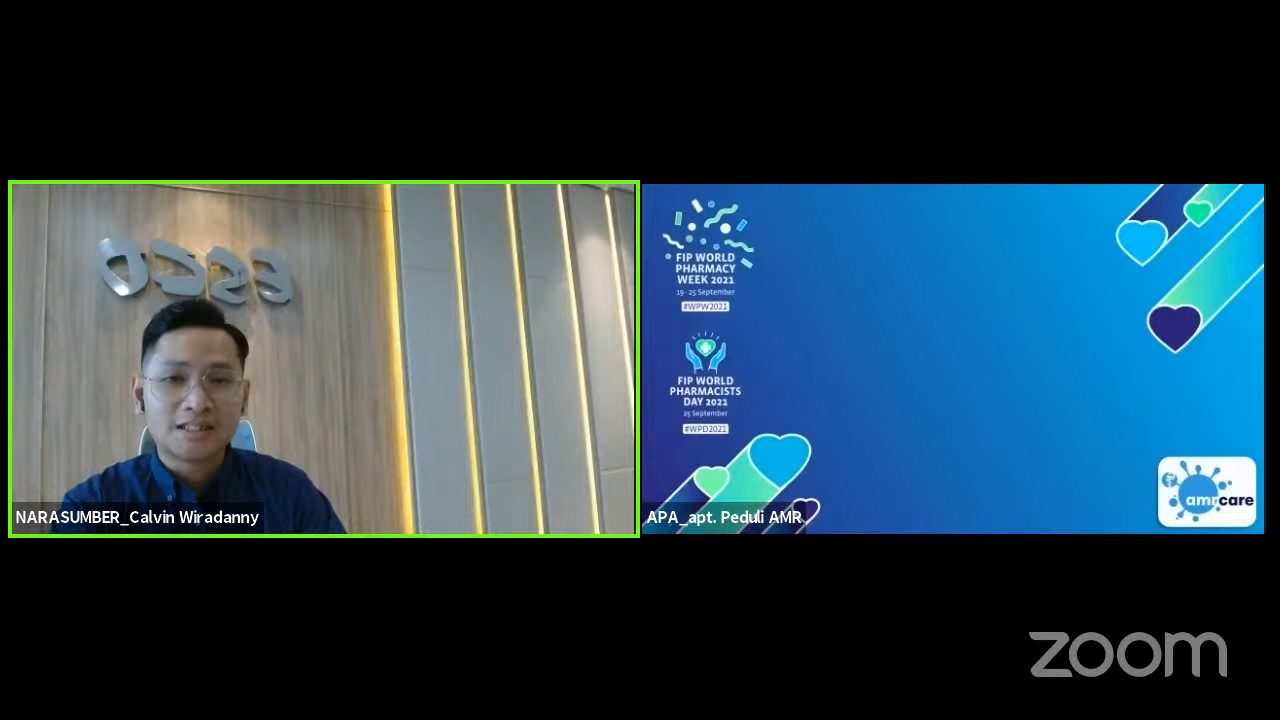 NARASUMBER_Calvin Wiradanny
FIP WORLD
PHARMACY
WEEK 2021
19 - 25 September
#WPW2021
FIP WORLD
PHARMACISTS
DAY 2021
25 September
#WPD2021
APA_apt. Peduli AMR
amrcare
zoom